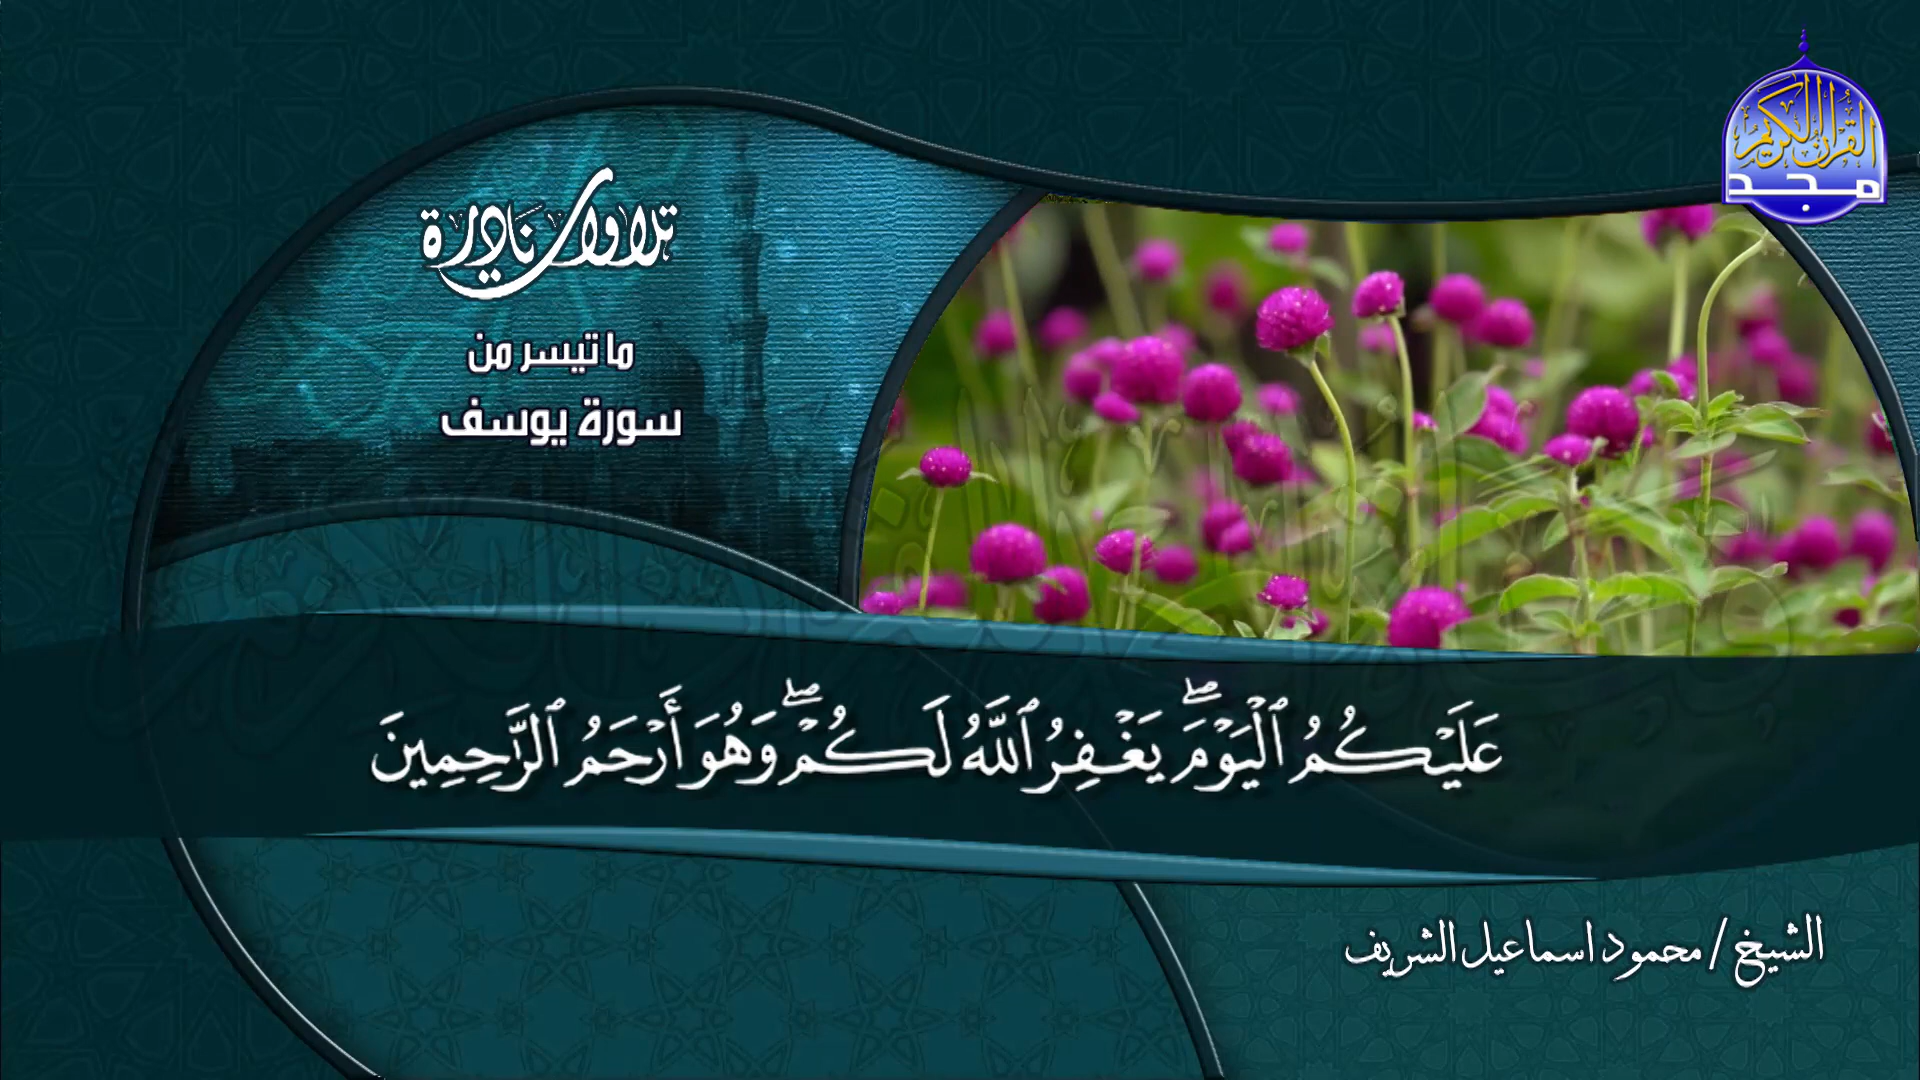 القرآن الكريم
مجد
تلاوات نادرة
ما تيسر من
سورة يوسف
عَلَيْكُمُ ٱلْيَوْمَۖ يَغْفِرُ ٱللَّهُ لَكُمْۖ وَهُوَ أَرْحَمُ ٱلرَّٰحِمِينَ
الشيخ / محمود اسماعيل الشريف